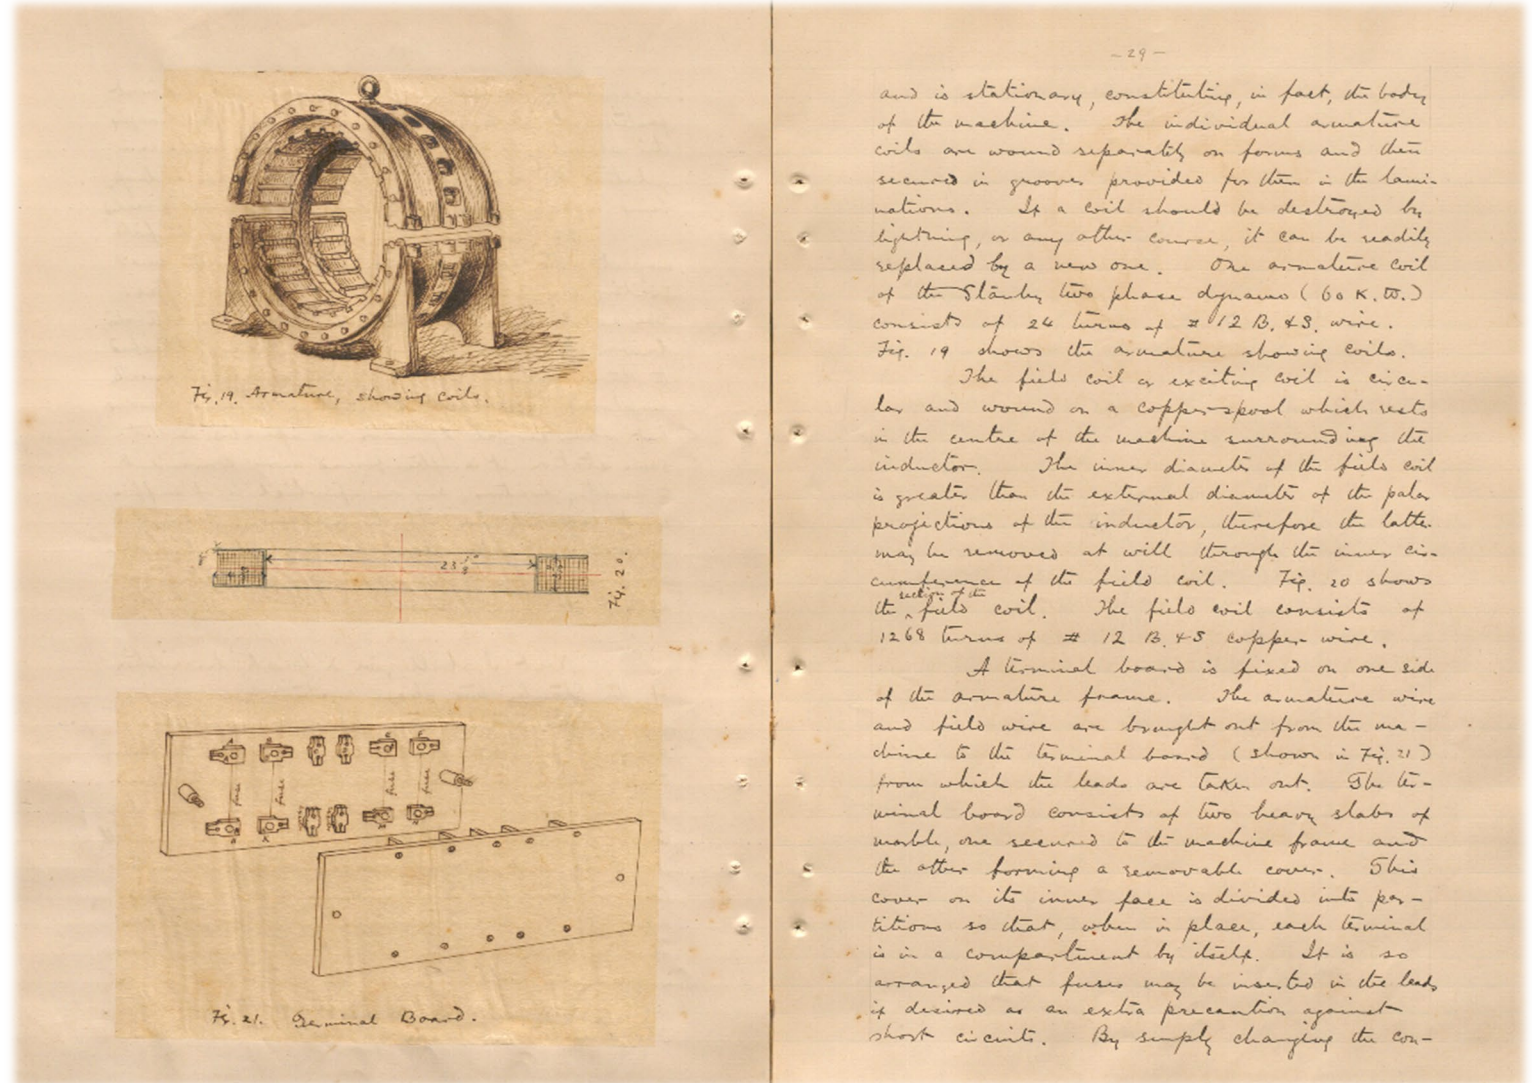 Fig. 19. Armature, showing coils.
23 1/8"
Fig. 20.
fuse
fuse
fuse
fuse
Fig. 21. Terminal Board.
- 29 -
and is stationary, constituting, in fact, the body
of the machine. The individual armature
coils are wound separately on forms and then
secured in grooves provided for them in the lami-
nations. If a coil should be destroyed by
lightning, or any other cause, it can be readily
replaced by a new one. One armature coil
of the Stanley two phase dynamo (60 K.W.)
consists of 24 turns of # 12 B. & S. wire.
Fig. 19 shows the armature showing coils.
The field coil or exciting coil is circu-
lar and wound on a copper spool which rests
in the centre of the machine surrounding the
inductor. The inner diameter of the field coil
is greater than the external diameter of the polar
projections of the inductor, therefore the latter
may be removed at will through the inner cir-
cumference of the field coil. Fig. 20 shows
section of the
the ‸ field coil. The field coil consists of
1268 turns of # 12 B. & S copper wire.
A terminal board is fixed on one side
of the armature frame. The armature wire
and field wire are brought out from the ma-
chine to the terminal board (shown in Fig. 21)
from which the leads are taken out. The ter-
minal board consists of two heavy slabs of
marble, one secured to the machine frame and
the other forming a removable cover. This
cover on its inner face is divided into par-
titions so that, when in place, each terminal
is in a compartment by itself. It is so
arranged that fuses may be inserted in the leads
if desired as an extra precaution against
short circuits. By simply changing the con-